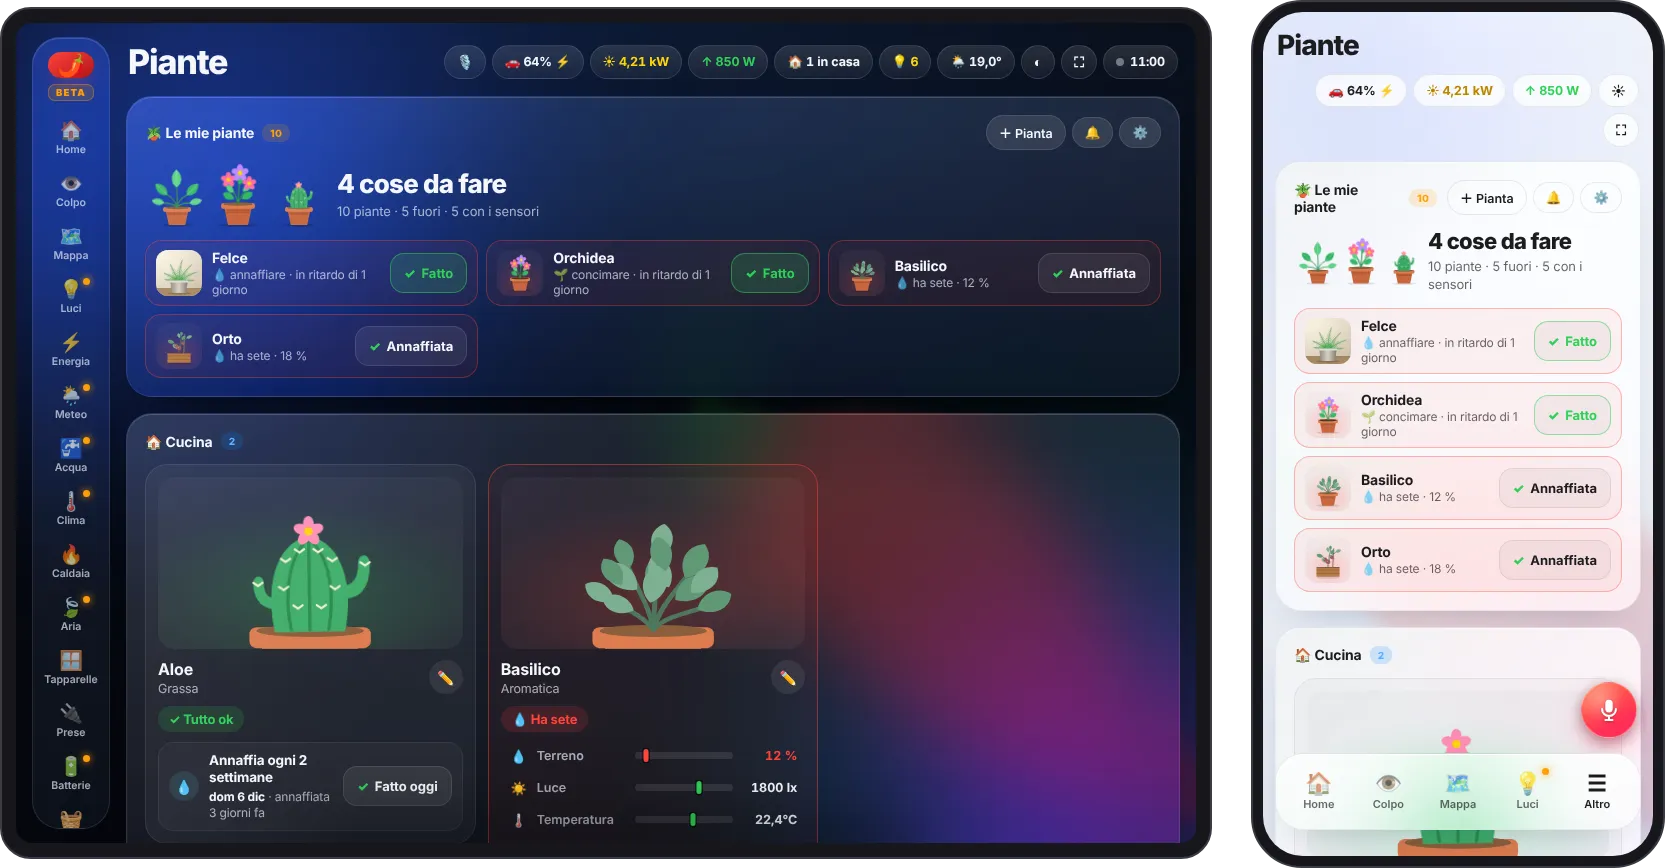 BETA
Home
Colpo
Mappa
Luci
Energia
Meteo
Acqua
Clima
Caldaia
Aria
Tapparelle
Prese
Batterie
Piante
64%
4,21 kW
↑ 850 W
1 in casa
6
19,0°
11:00
Le mie piante 10
+ Pianta
4 cose da fare
10 piante · 5 fuori · 5 con i sensori
Felce
annaffiare · in ritardo di 1
giorno
✓ Fatto
Orchidea
concimare · in ritardo di 1
giorno
✓ Fatto
Basilico
ha sete · 12 %
✓ Annaffiata
Orto
ha sete · 18 %
✓ Annaffiata
Cucina 2
Aloe
Grassa
✓ Tutto ok
Annaffia ogni 2
settimane
dom 6 dic · annaffiata
3 giorni fa
✓ Fatto oggi
Basilico
Aromatica
Ha sete
Terreno 12 %
Luce 1800 lx
Temperatura 22,4°C
Piante
64%
4,21 kW
↑ 850 W
Le mie
piante
10
+ Pianta
4 cose da fare
10 piante · 5 fuori · 5 con i
sensori
Felce
annaffiare · in ritardo di 1
giorno
✓ Fatto
Orchidea
concimare · in ritardo di 1
giorno
✓ Fatto
Basilico
ha sete · 12 %
✓ Annaffiata
Orto
ha sete · 18 %
✓ Annaffiata
Cucina 2
Home
Colpo
Mappa
Luci
Altro